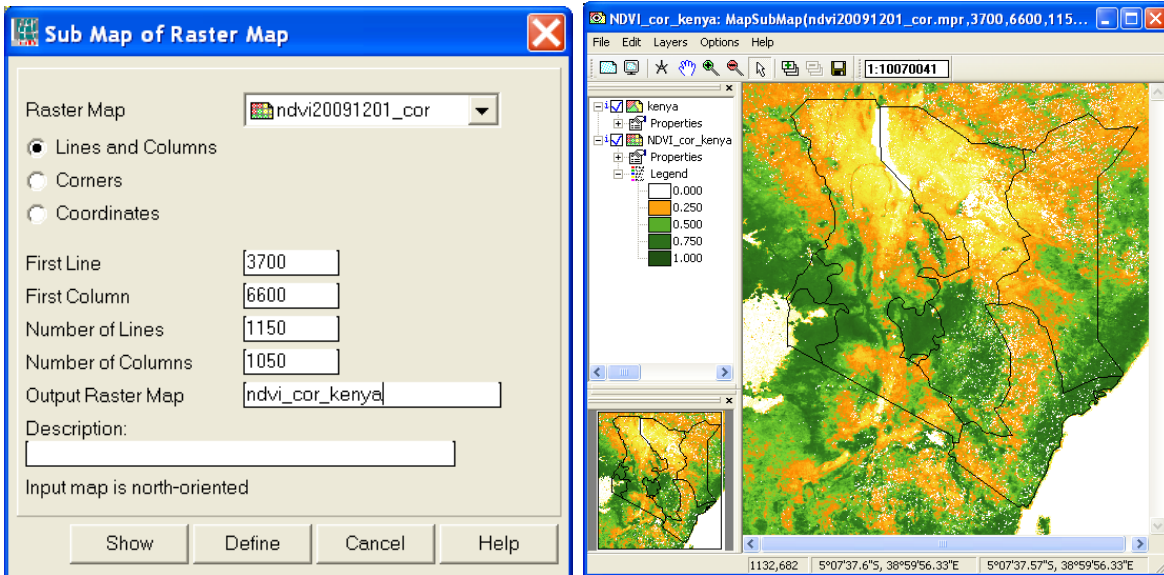 Sub Map of Raster Map
Raster Map
ndvi20091201_cor
Lines and Columns
Corners
Coordinates
First Line
3700
First Column
6600
Number of Lines
1150
Number of Columns
1050
Output Raster Map
ndvi_cor_kenya
Description:
Input map is north-oriented
Show Define Cancel Help
NDVI_cor_kenya: MapSubMap(ndvi20091201_cor.mpr,3700,6600,115...
File Edit Layers Options Help
1:10070041
kenya
Properties
NDVI_cor_kenya
Properties
Legend
0.000
0.250
0.500
0.750
1.000
1132,682 5°07'37.6"S, 38°59'56.33"E 5°07'37.57"S, 38°59'56.33"E